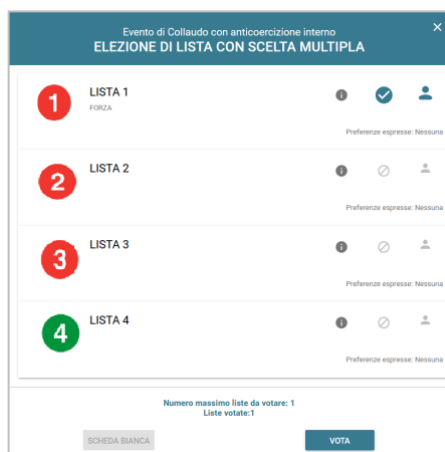 Evento di Collaudo con anticoercizione interno
ELEZIONE DI LISTA CON SCELTA MULTIPLA
1
LISTA 1
FORZA
Preferenze espresse: Nessuna
2
LISTA 2
Preferenze espresse: Nessuna
3
LISTA 3
Preferenze espresse: Nessuna
4
LISTA 4
Preferenze espresse: Nessuna
Numero massimo liste da votare: 1
Liste votate:1
SCHEDA BIANCA
VOTA